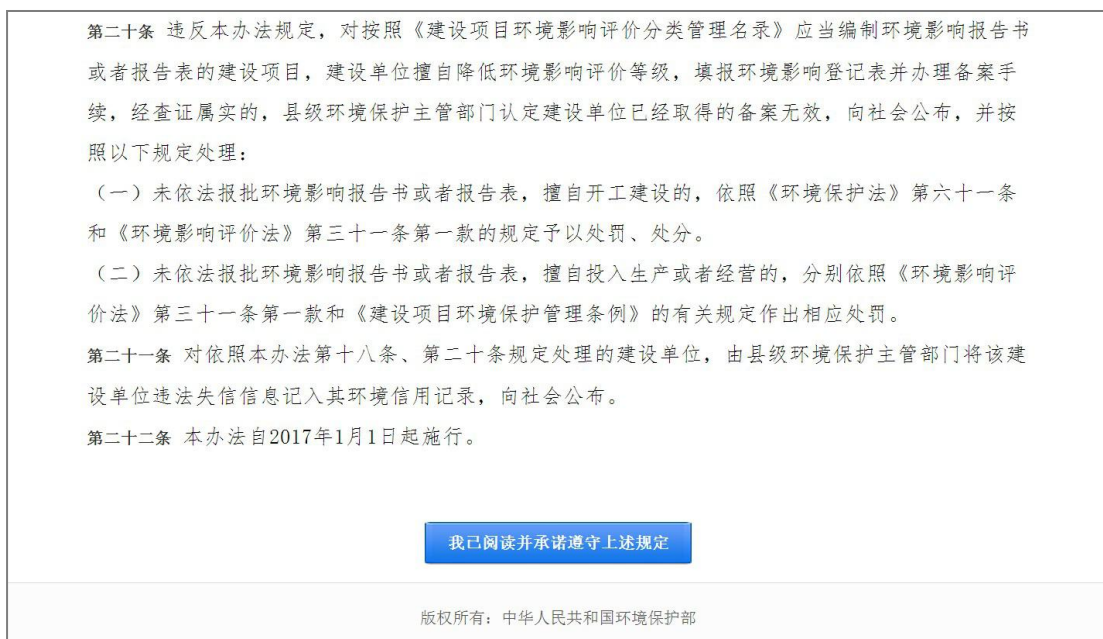 第二十条 违反本办法规定，对按照《建设项目环境影响评价分类管理名录》应当编制环境影响报告书
或者报告表的建设项目，建设单位擅自降低环境影响评价等级，填报环境影响登记表并办理备案手
续，经查证属实的，县级环境保护主管部门认定建设单位已经取得的备案无效，向社会公布，并按
照以下规定处理：
（一）未依法报批环境影响报告书或者报告表，擅自开工建设的，依照《环境保护法》第六十一条
和《环境影响评价法》第三十一条第一款的规定予以处罚、处分。
（二）未依法报批环境影响报告书或者报告表，擅自投入生产或者经营的，分别依照《环境影响评
价法》第三十一条第一款和《建设项目环境保护管理条例》的有关规定作出相应处罚。
第二十一条 对依照本办法第十八条、第二十条规定处理的建设单位，由县级环境保护主管部门将该建
设单位违法失信信息记入其环境信用记录，向社会公布。
第二十二条 本办法自2017年1月1日起施行。
我已阅读并承诺遵守上述规定
版权所有：中华人民共和国环境保护部